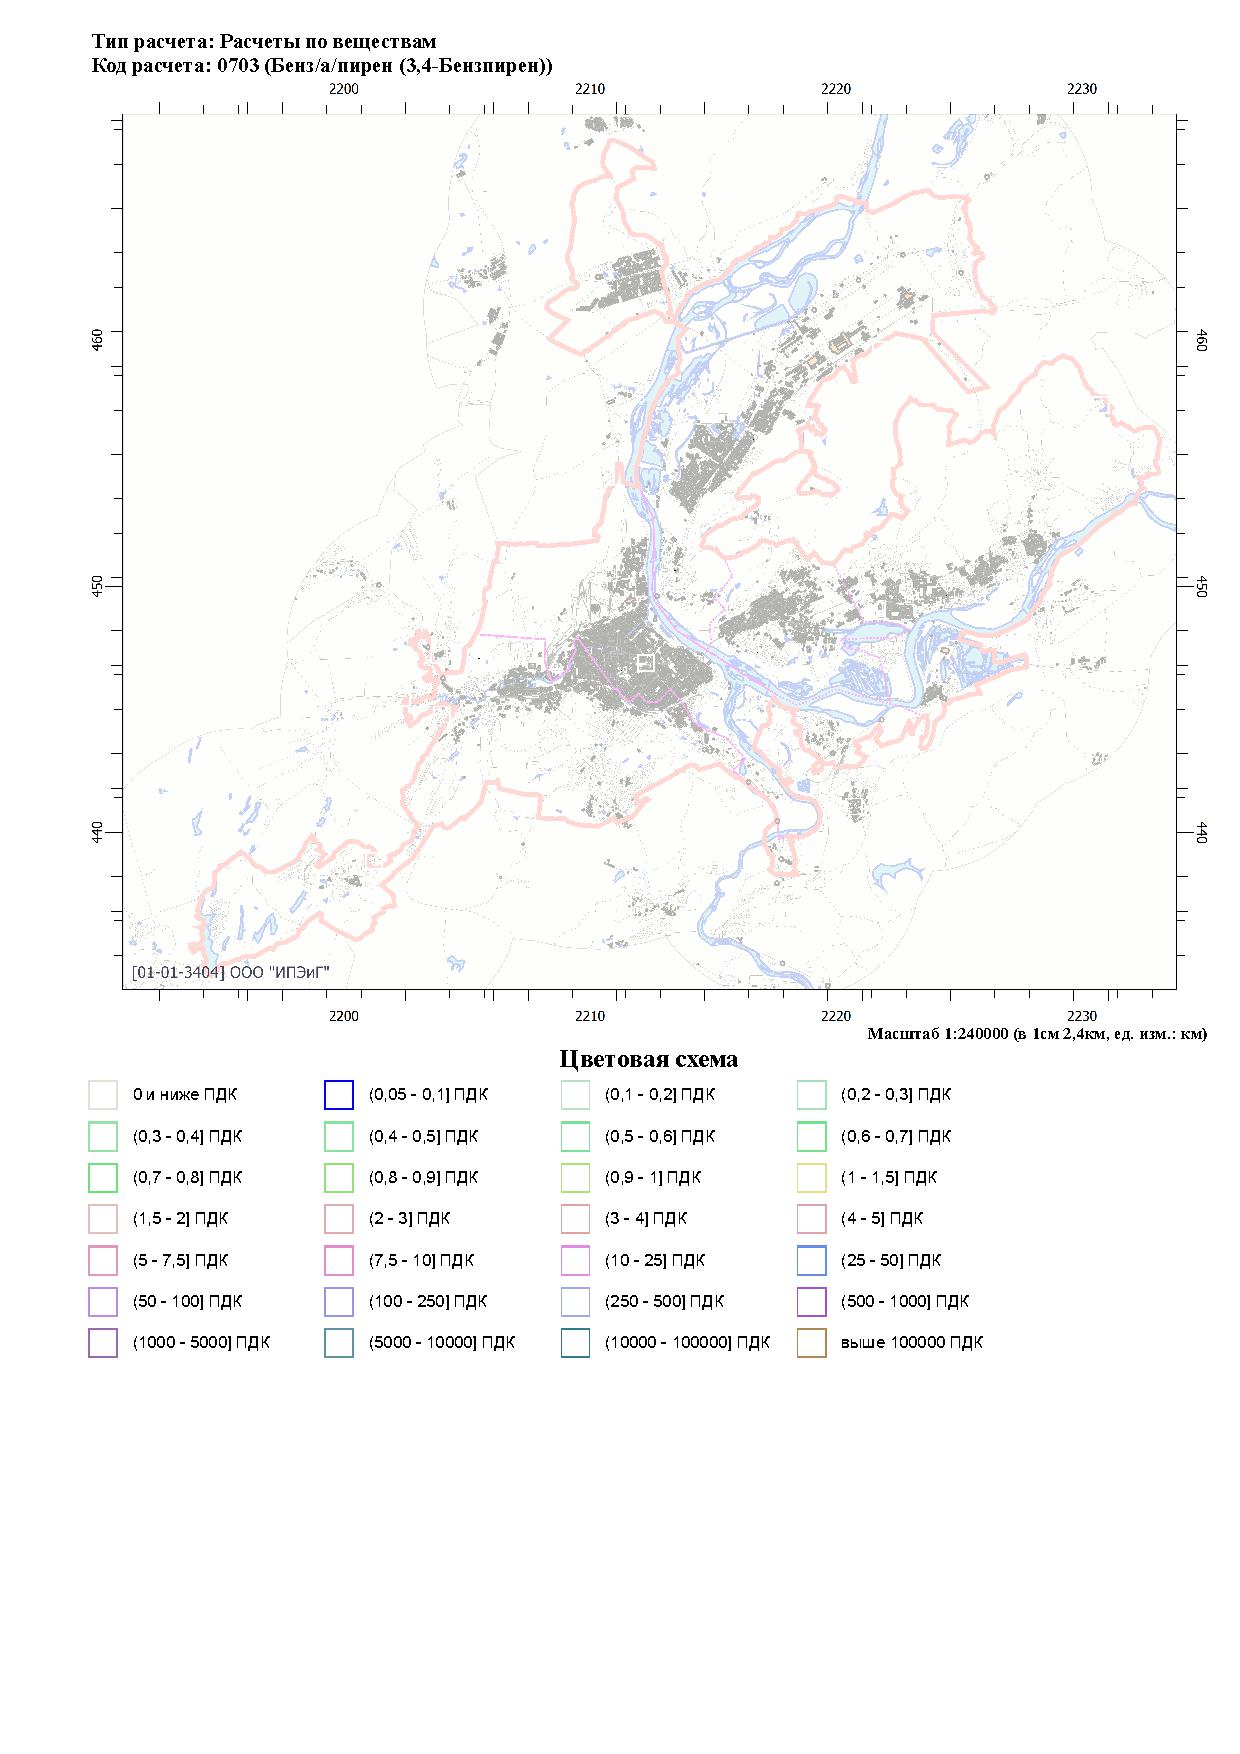 Тип расчета: Расчеты по веществам
Код расчета: 0703 (Бенз/а/пирен (3,4-Бензпирен))
2200 2210 2220 2230
460 460
450 450
440 440
[01-01-3404] ООО "ИПЭиГ"
2200 2210 2220 2230
Масштаб 1:240000 (в 1см 2,4км, ед. изм.: км)
Цветовая схема
0 и ниже ПДК (0,05 - 0,1] ПДК (0,1 - 0,2] ПДК (0,2 - 0,3] ПДК
(0,3 - 0,4] ПДК (0,4 - 0,5] ПДК (0,5 - 0,6] ПДК (0,6 - 0,7] ПДК
(0,7 - 0,8] ПДК (0,8 - 0,9] ПДК (0,9 - 1] ПДК (1 - 1,5] ПДК
(1,5 - 2] ПДК (2 - 3] ПДК (3 - 4] ПДК (4 - 5] ПДК
(5 - 7,5] ПДК (7,5 - 10] ПДК (10 - 25] ПДК (25 - 50] ПДК
(50 - 100] ПДК (100 - 250] ПДК (250 - 500] ПДК (500 - 1000] ПДК
(1000 - 5000] ПДК (5000 - 10000] ПДК (10000 - 100000] ПДК выше 100000 ПДК